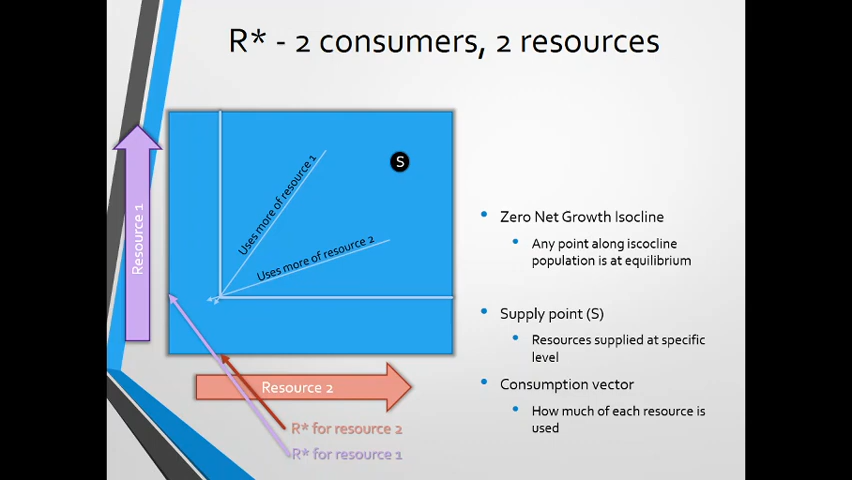 R* - 2 consumers, 2 resources
Resource 1
Uses more of resource 1
S
Uses more of resource 2
Resource 2
R* for resource 2
R* for resource 1
• Zero Net Growth Isocline
• Any point along iscocline
population is at equilibrium
• Supply point (S)
• Resources supplied at specific
level
• Consumption vector
• How much of each resource is
used